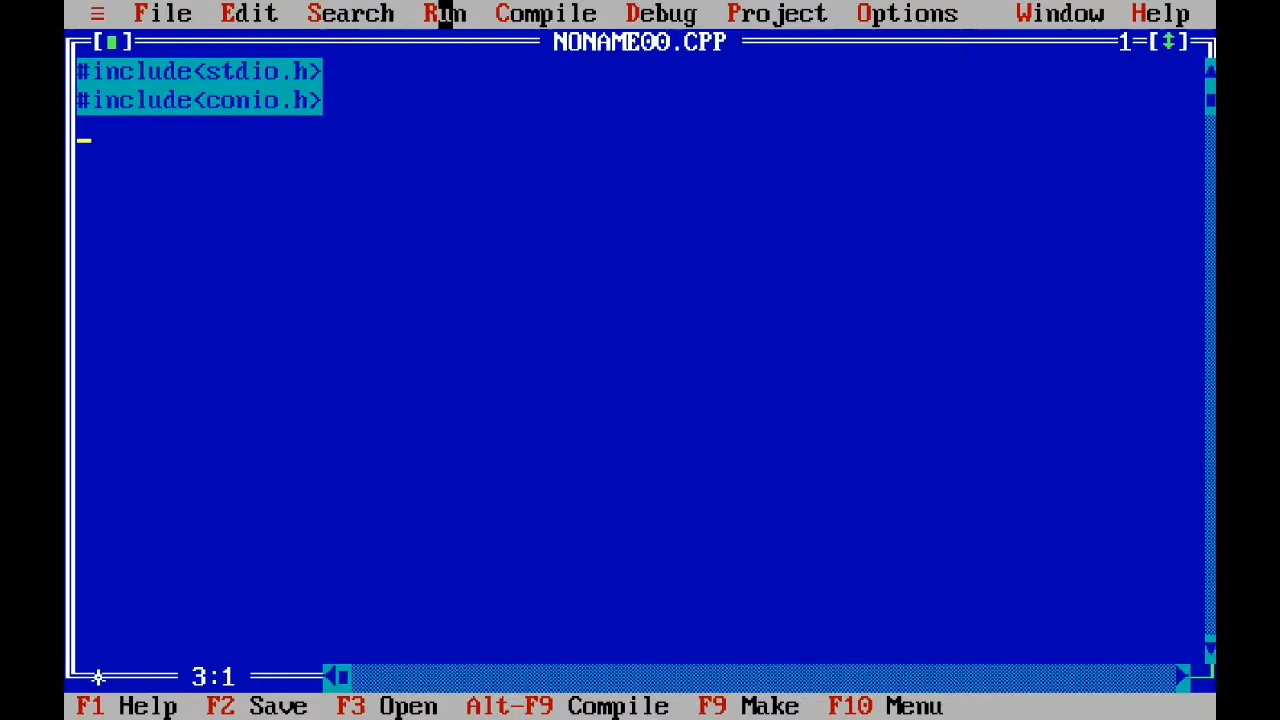 ≡ File Edit Search Run Compile Debug Project Options Window Help
[■] NONAME00.CPP 1=[↕]
#include<stdio.h>
#include<conio.h>
3:1
F1 Help F2 Save F3 Open Alt-F9 Compile F9 Make F10 Menu